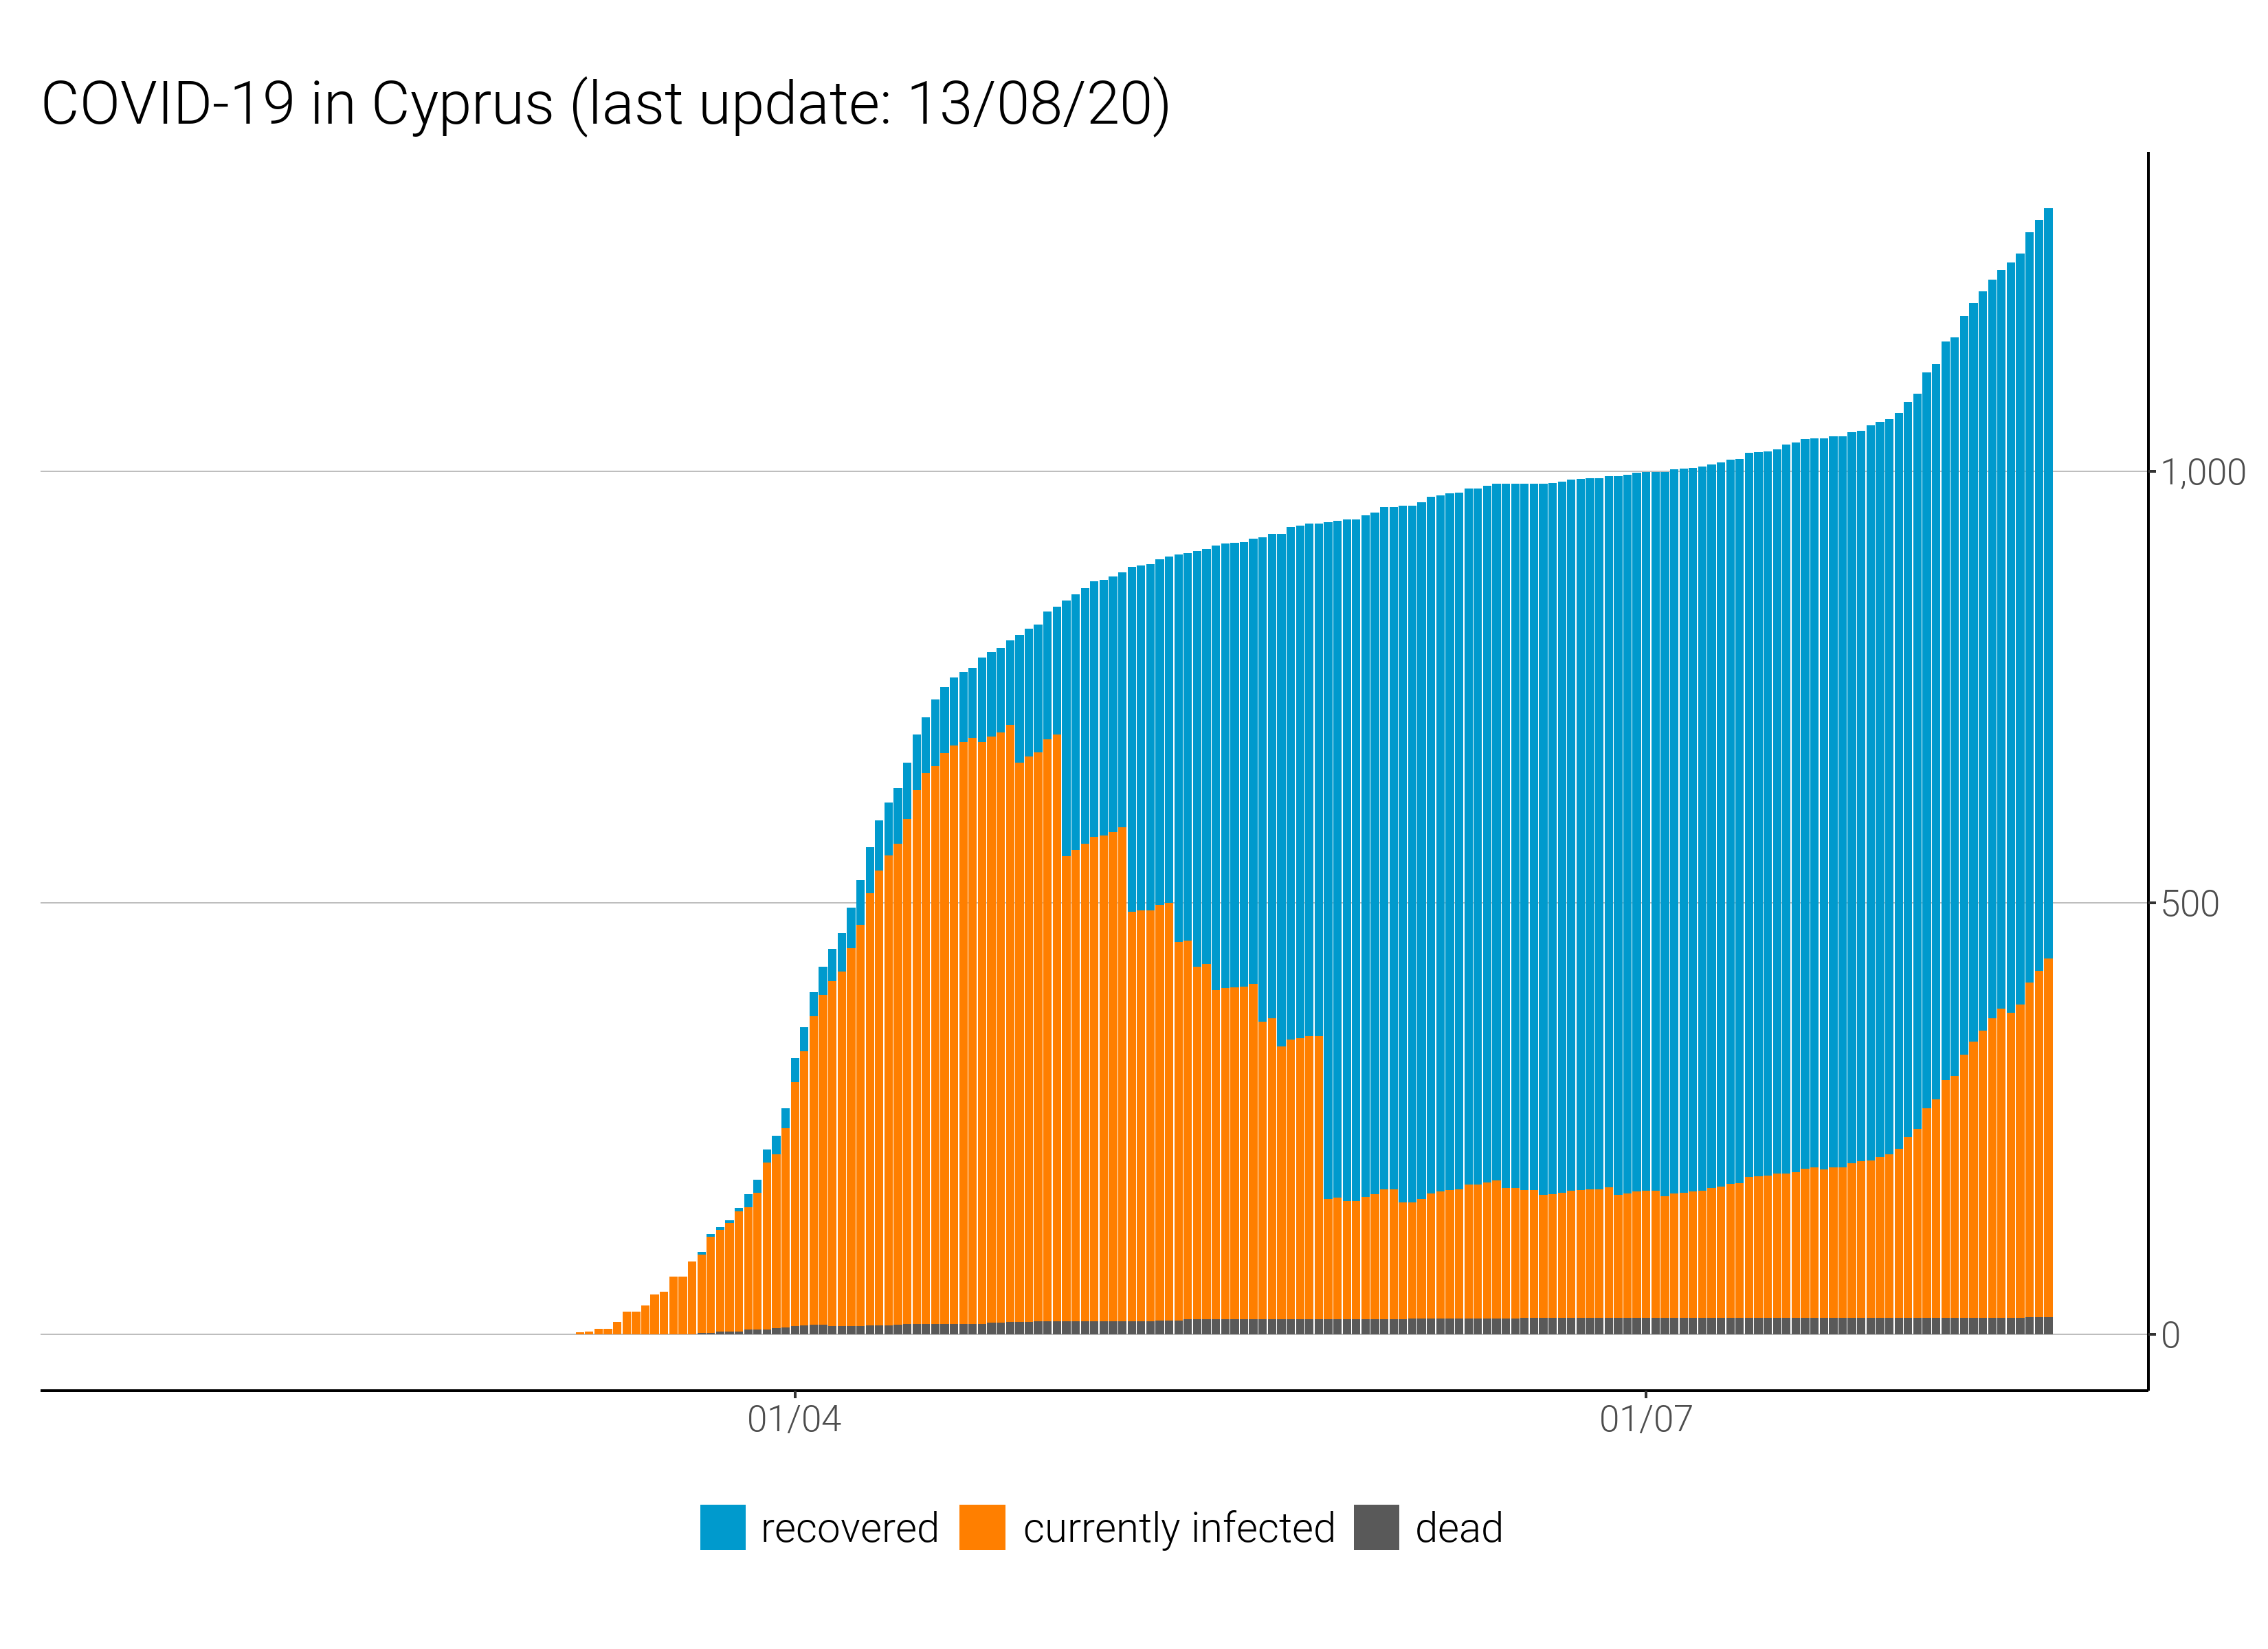 COVID-19 in Cyprus (last update: 13/08/20)
1,000
500
0
01/04 01/07
recovered currently infected dead